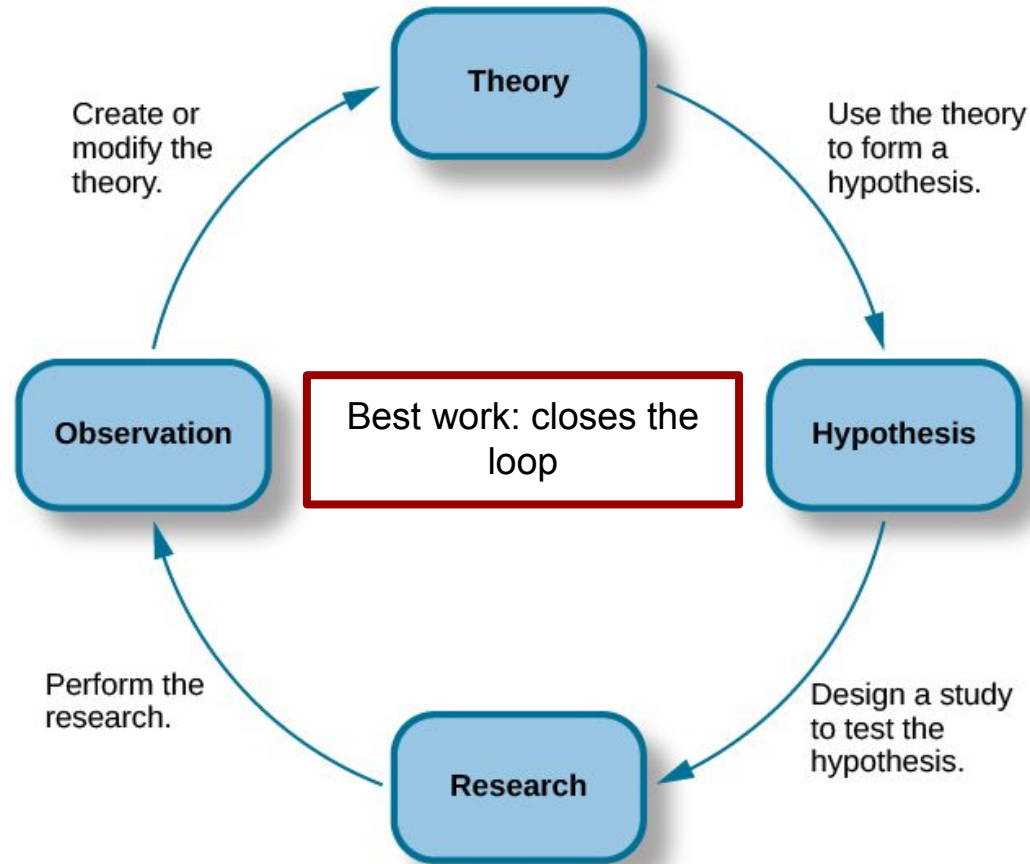 Theory
Create or
modify the
theory.
Use the theory
to form a
hypothesis.
Observation
Best work: closes the
loop
Hypothesis
Perform the
research.
Design a study
to test the
hypothesis.
Research